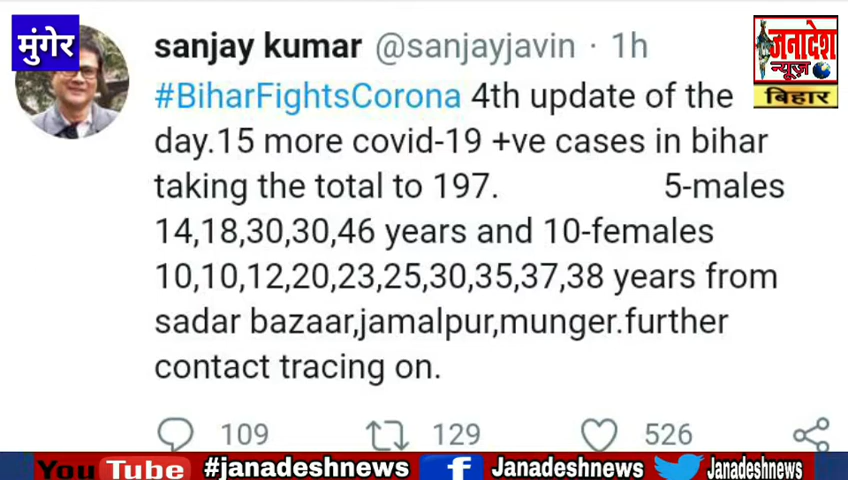 मुंगेर
sanjay kumar @sanjayjavin · 1h
जनादेश
न्यूज़
बिहार
#BiharFightsCorona 4th update of the
day.15 more covid-19 +ve cases in bihar
taking the total to 197. 5-males
14,18,30,30,46 years and 10-females
10,10,12,20,23,25,30,35,37,38 years from
sadar bazaar,jamalpur,munger.further
contact tracing on.
109 129 526
You Tube #janadeshnews f Janadeshnews Janadeshnews